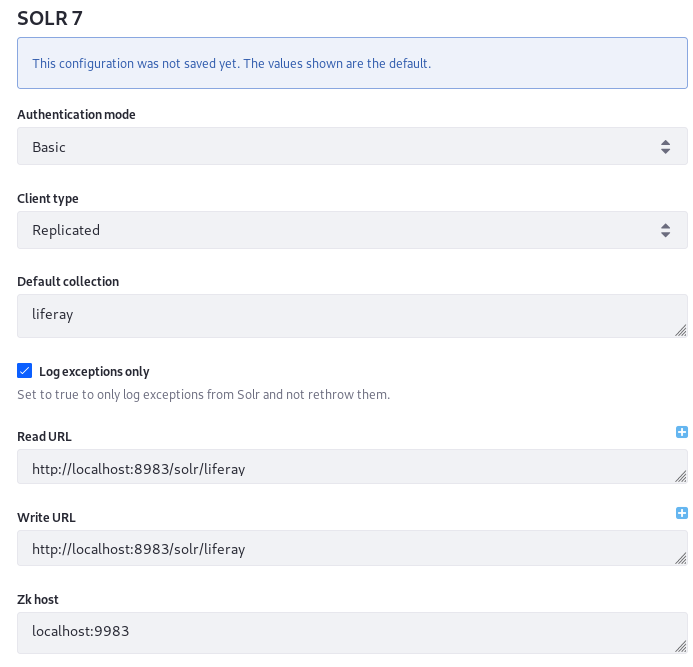 SOLR 7
This configuration was not saved yet. The values shown are the default.
Authentication mode
Basic
Client type
Replicated
Default collection
liferay
Log exceptions only
Set to true to only log exceptions from Solr and not rethrow them.
Read URL
http://localhost:8983/solr/liferay
Write URL
http://localhost:8983/solr/liferay
Zk host
localhost:9983